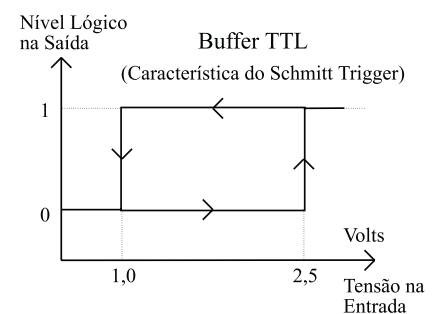 Nível Lógico
na Saída
Buffer TTL
(Característica do Schmitt Trigger)
1
0
Volts
1,0
2,5
Tensão na
Entrada